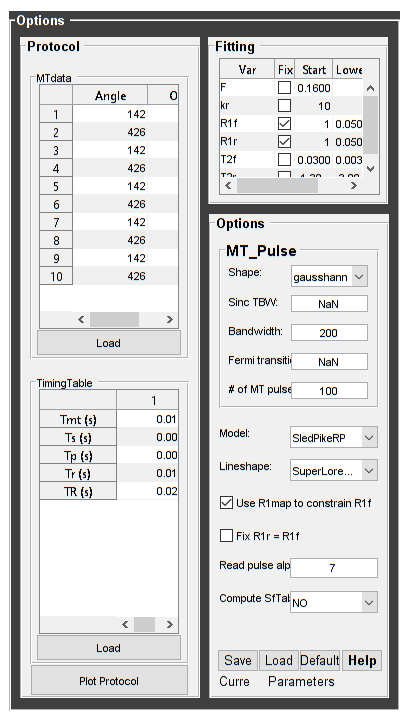 Options
Protocol
MTdata
Angle O
1 142
2 426
3 142
4 426
5 142
6 426
7 142
8 426
9 142
10 426
Load
TimingTable
1
Tmt (s) 0.01
Ts (s) 0.00
Tp (s) 0.00
Tr (s) 0.01
TR (s) 0.02
Load
Plot Protocol
Fitting
Var Fix Start Lowe
F 0.1600
kr 10
R1f 1 0.050
R1r 1 0.050
T2f 0.0300 0.003
Options
MT_Pulse
Shape: gausshann
Sinc TBW: NaN
Bandwidth: 200
Fermi transiti NaN
# of MT pulse 100
Model: SledPikeRP
Lineshape: SuperLore...
Use R1map to constrain R1f
Fix R1r = R1f
Read pulse alp 7
Compute SfTal NO
Save Load Default Help
Curre Parameters